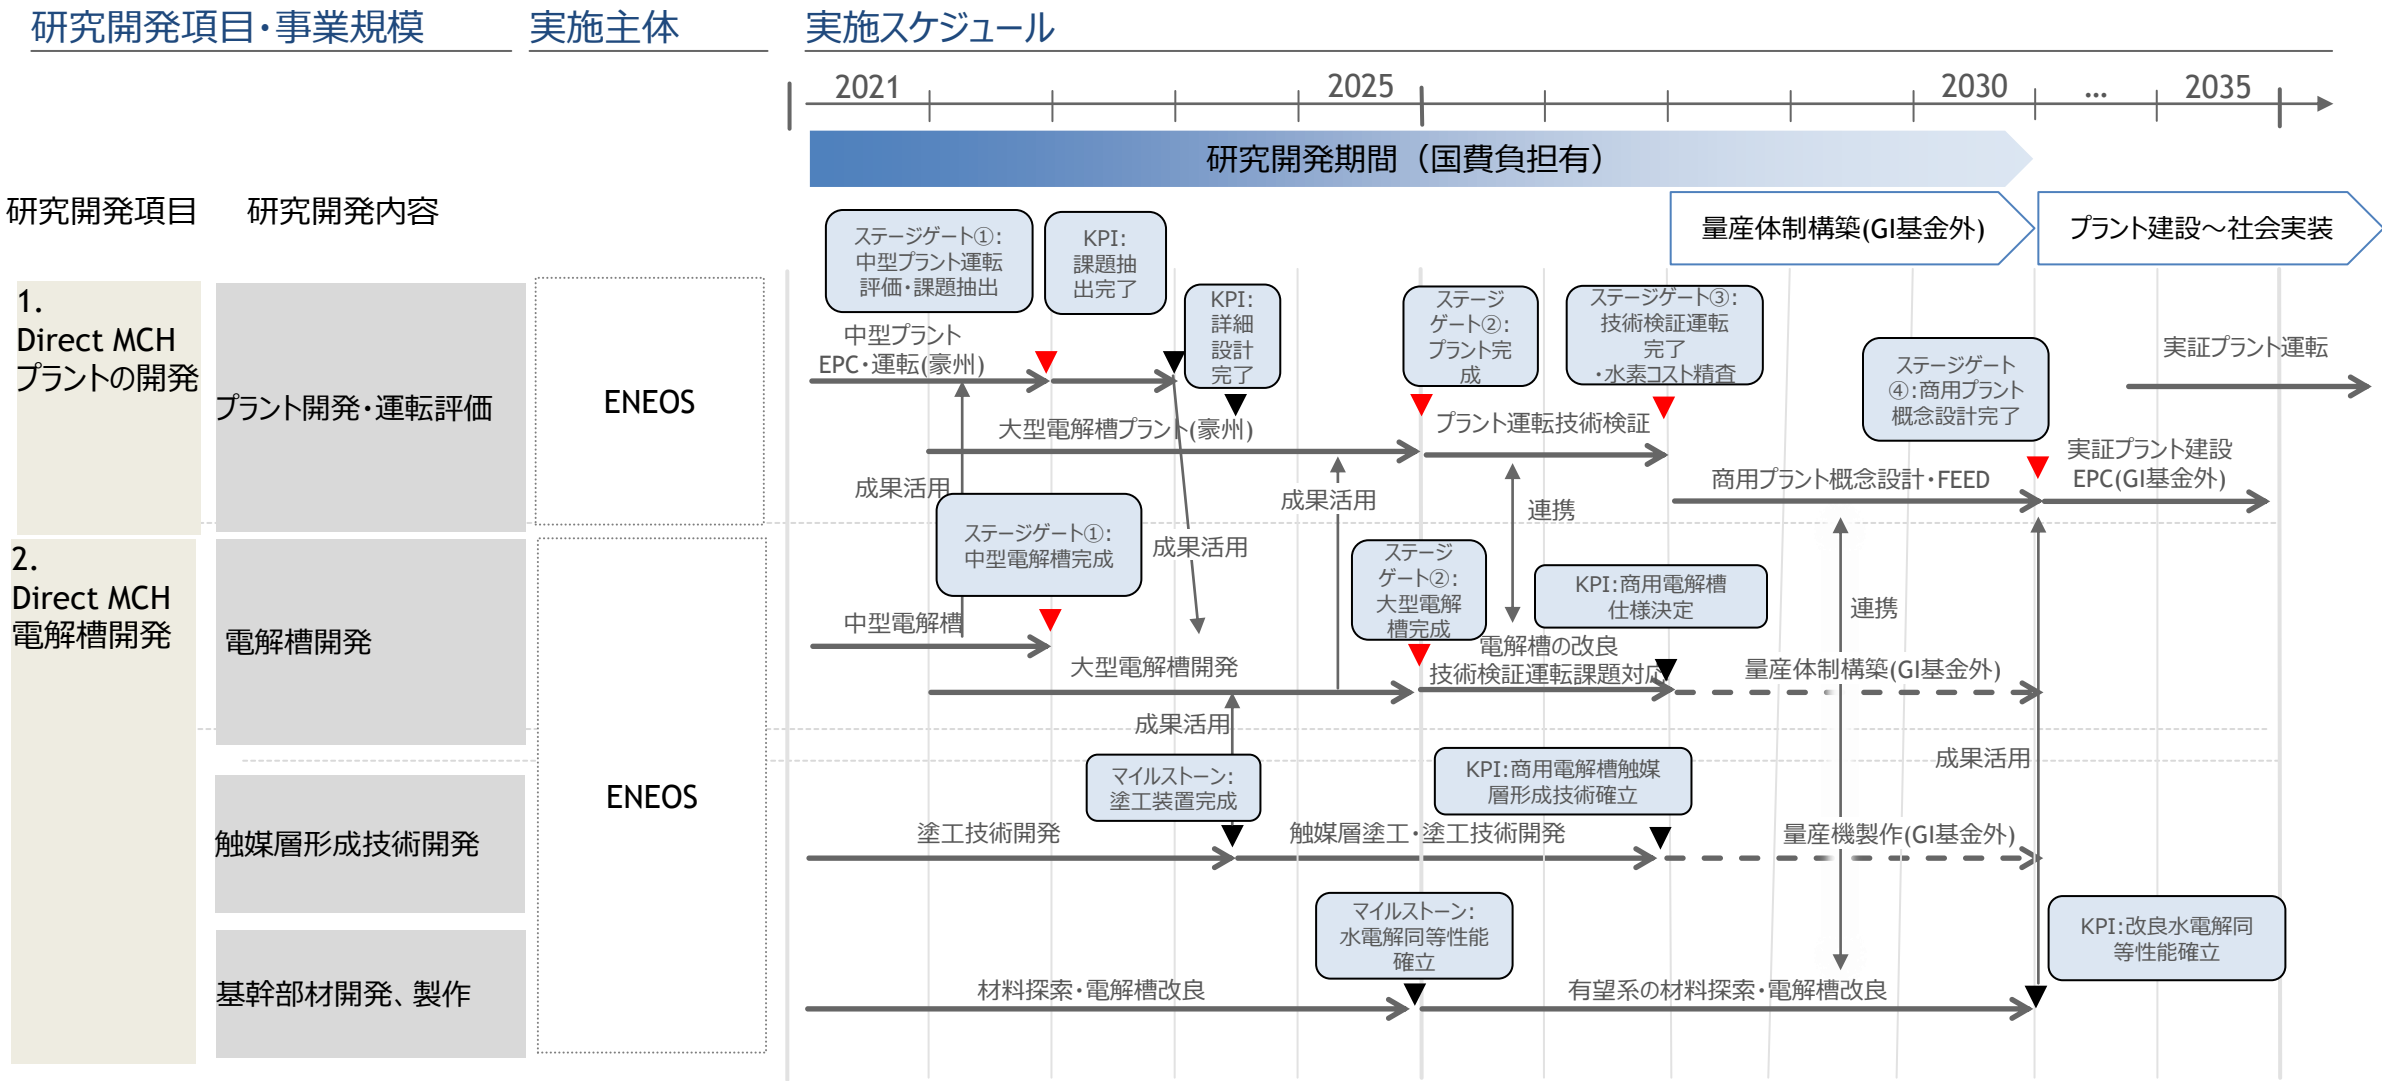 研究開発項目・事業規模
実施主体
実施スケジュール
2021
2025
2030
...
2035
研究開発期間（国費負担有）
研究開発項目
研究開発内容
量産体制構築(GI基金外)
プラント建設～社会実装
1.
Direct MCH
プラントの開発
プラント開発・運転評価
ENEOS
ステージゲート①：
中型プラント運転
評価・課題抽出
KPI：
課題抽
出完了
KPI：
詳細
設計
完了
ステージ
ゲート②：
プラント完
成
ステージゲート③：
技術検証運転
完了
・水素コスト精査
ステージゲート
④：商用プラント
概念設計完了
中型プラント
EPC・運転(豪州)
大型電解槽プラント(豪州)
プラント運転技術検証
商用プラント概念設計・FEED
実証プラント運転
実証プラント建設
EPC(GI基金外)
成果活用
成果活用
成果活用
連携
連携
2.
Direct MCH
電解槽開発
電解槽開発
ENEOS
ステージゲート①：
中型電解槽完成
中型電解槽
大型電解槽開発
ステージ
ゲート②：
大型電解
槽完成
KPI：商用電解槽
仕様決定
電解槽の改良
技術検証運転課題対応
量産体制構築(GI基金外)
成果活用
成果活用
触媒層形成技術開発
マイルストーン：
塗工装置完成
KPI：商用電解槽触媒
層形成技術確立
塗工技術開発
触媒層塗工・塗工技術開発
量産機製作(GI基金外)
基幹部材開発、製作
マイルストーン：
水電解同等性能
確立
KPI：改良水電解同
等性能確立
材料探索・電解槽改良
有望系の材料探索・電解槽改良